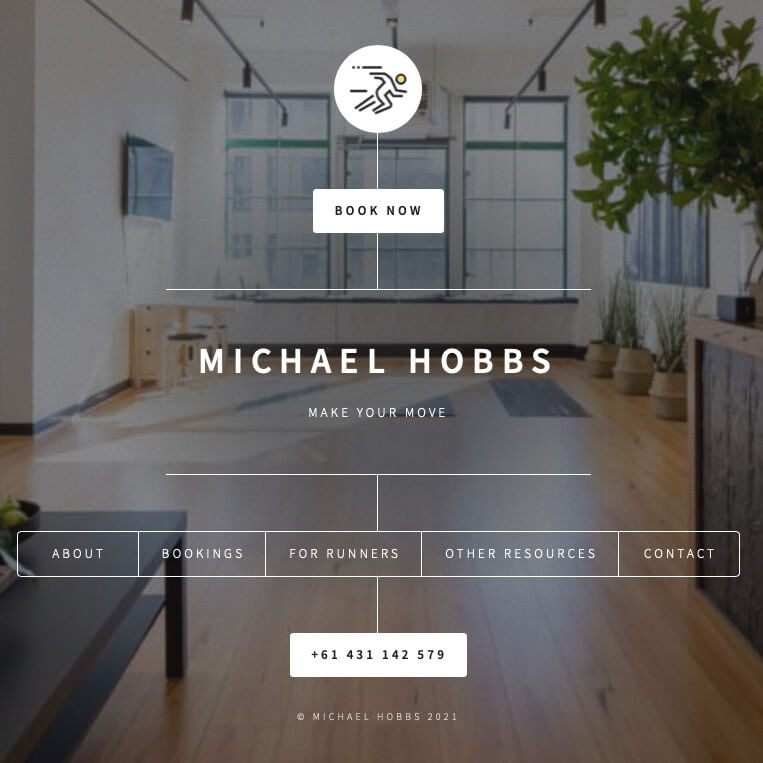 BOOK NOW
MICHAEL HOBBS
MAKE YOUR MOVE
ABOUT
BOOKINGS
FOR RUNNERS
OTHER RESOURCES
CONTACT
+61 431 142 579
© MICHAEL HOBBS 2021